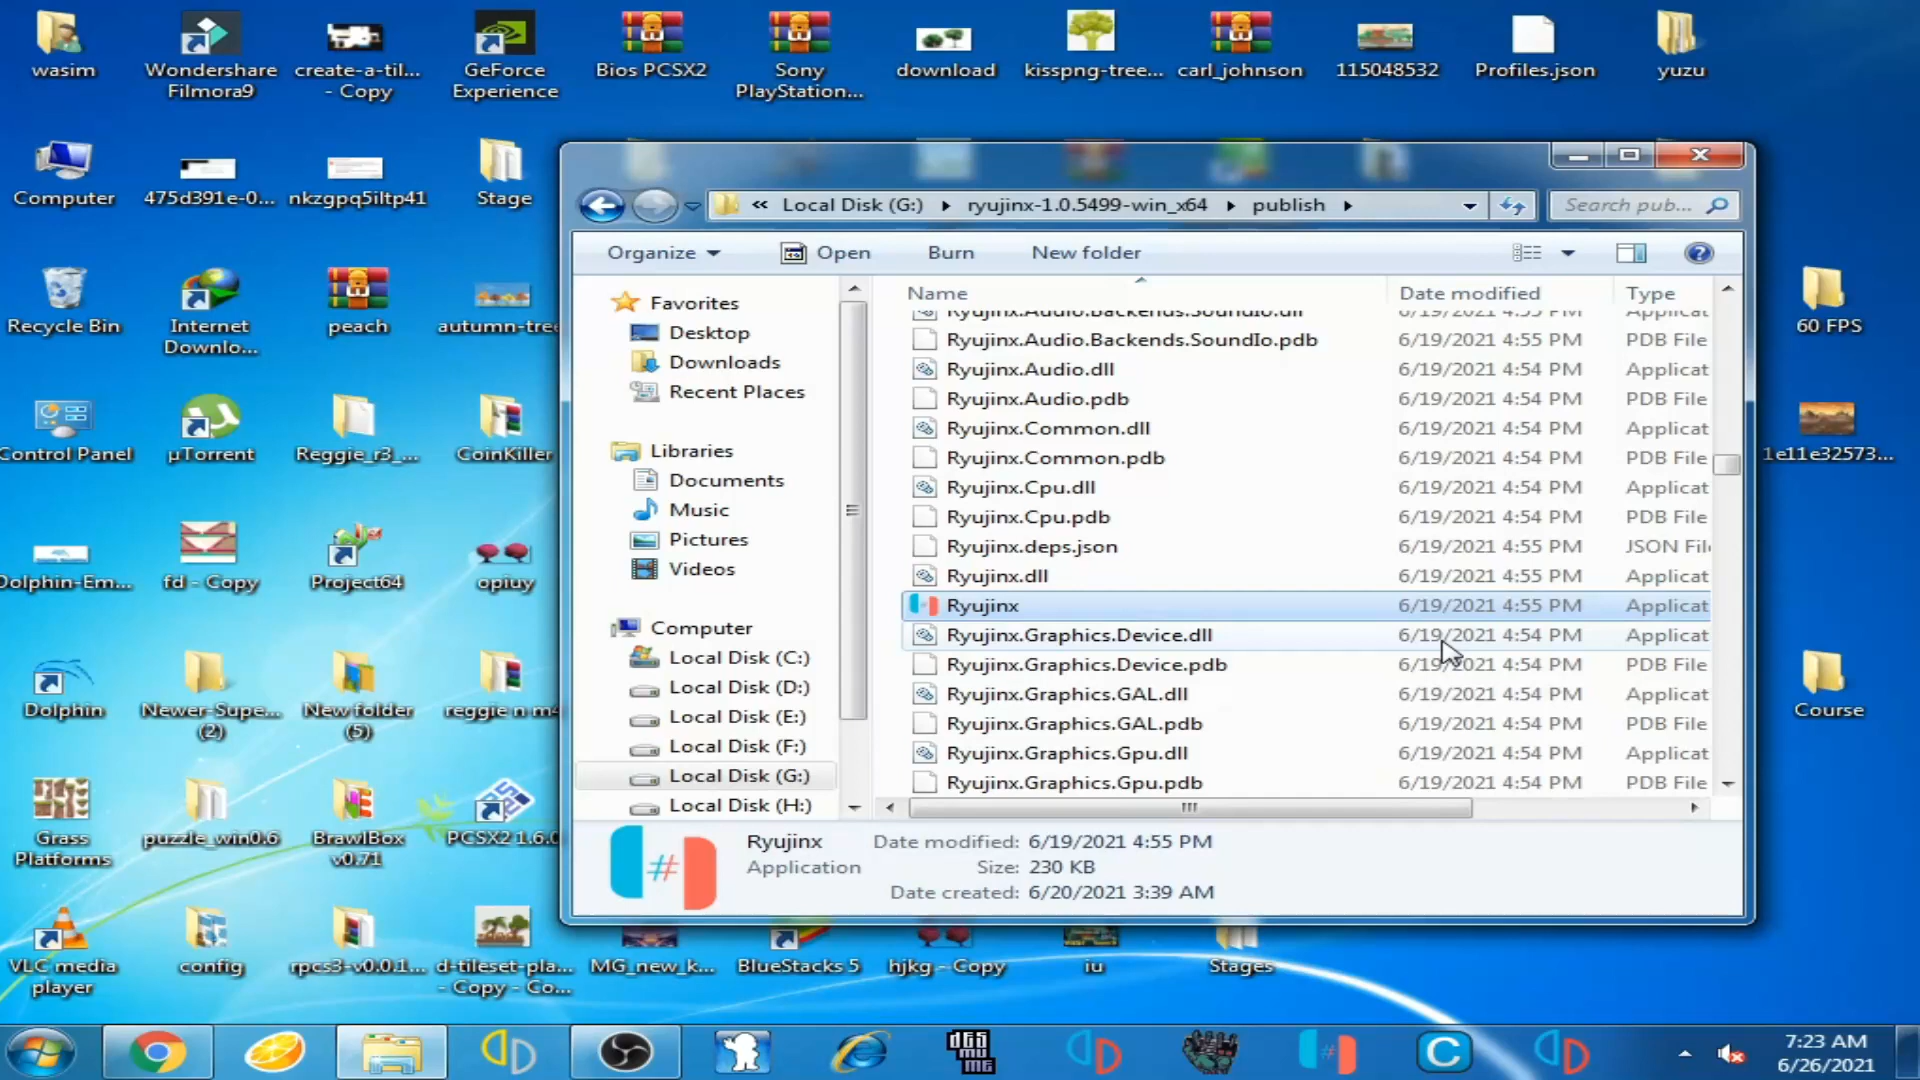 wasim
Wondershare
Filmora9
create-a-til...
- Copy
GeForce
Experience
Bios PCSX2
Sony
PlayStation...
download
kisspng-tree...
carl_johnson
115048532
Profiles.json
yuzu
Computer
475d391e-0...
nkzgpq5iltp41
Stage
Recycle Bin
Internet
Downlo...
peach
autumn-tree
60 FPS
Control Panel
µTorrent
Reggie_r3_...
CoinKiller
1e11e32573...
Dolphin-Em...
fd - Copy
Project64
opiuy
Dolphin
Newer-Supe...
(2)
New folder
(5)
reggie n m4
Course
Grass
Platforms
puzzle_win0.6
BrawlBox
v0.71
PCSX2 1.6.0
VLC media
player
config
rpcs3-v0.0.1...
d-tileset-pla...
- Copy - Co...
MG_new_k...
BlueStacks 5
hjkg - Copy
iu
Stages
« Local Disk (G:) ryujinx-1.0.5499-win_x64 publish
Search pub...
Organize Open Burn New folder
Favorites
Desktop
Downloads
Recent Places
Libraries
Documents
Music
Pictures
Videos
Computer
Local Disk (C:)
Local Disk (D:)
Local Disk (E:)
Local Disk (F:)
Local Disk (G:)
Local Disk (H:)
Name Date modified Type
Ryujinx.Audio.Backends.SoundIo.dll 6/19/2021 4:55 PM Applicat
Ryujinx.Audio.Backends.SoundIo.pdb 6/19/2021 4:55 PM PDB File
Ryujinx.Audio.dll 6/19/2021 4:54 PM Applicat
Ryujinx.Audio.pdb 6/19/2021 4:54 PM PDB File
Ryujinx.Common.dll 6/19/2021 4:54 PM Applicat
Ryujinx.Common.pdb 6/19/2021 4:54 PM PDB File
Ryujinx.Cpu.dll 6/19/2021 4:54 PM Applicat
Ryujinx.Cpu.pdb 6/19/2021 4:54 PM PDB File
Ryujinx.deps.json 6/19/2021 4:55 PM JSON Fil
Ryujinx.dll 6/19/2021 4:55 PM Applicat
Ryujinx 6/19/2021 4:55 PM Applicat
Ryujinx.Graphics.Device.dll 6/19/2021 4:54 PM Applicat
Ryujinx.Graphics.Device.pdb 6/19/2021 4:54 PM PDB File
Ryujinx.Graphics.GAL.dll 6/19/2021 4:54 PM Applicat
Ryujinx.Graphics.GAL.pdb 6/19/2021 4:54 PM PDB File
Ryujinx.Graphics.Gpu.dll 6/19/2021 4:54 PM Applicat
Ryujinx.Graphics.Gpu.pdb 6/19/2021 4:54 PM PDB File
Ryujinx Date modified: 6/19/2021 4:55 PM
Application Size: 230 KB
Date created: 6/20/2021 3:39 AM
7:23 AM
6/26/2021